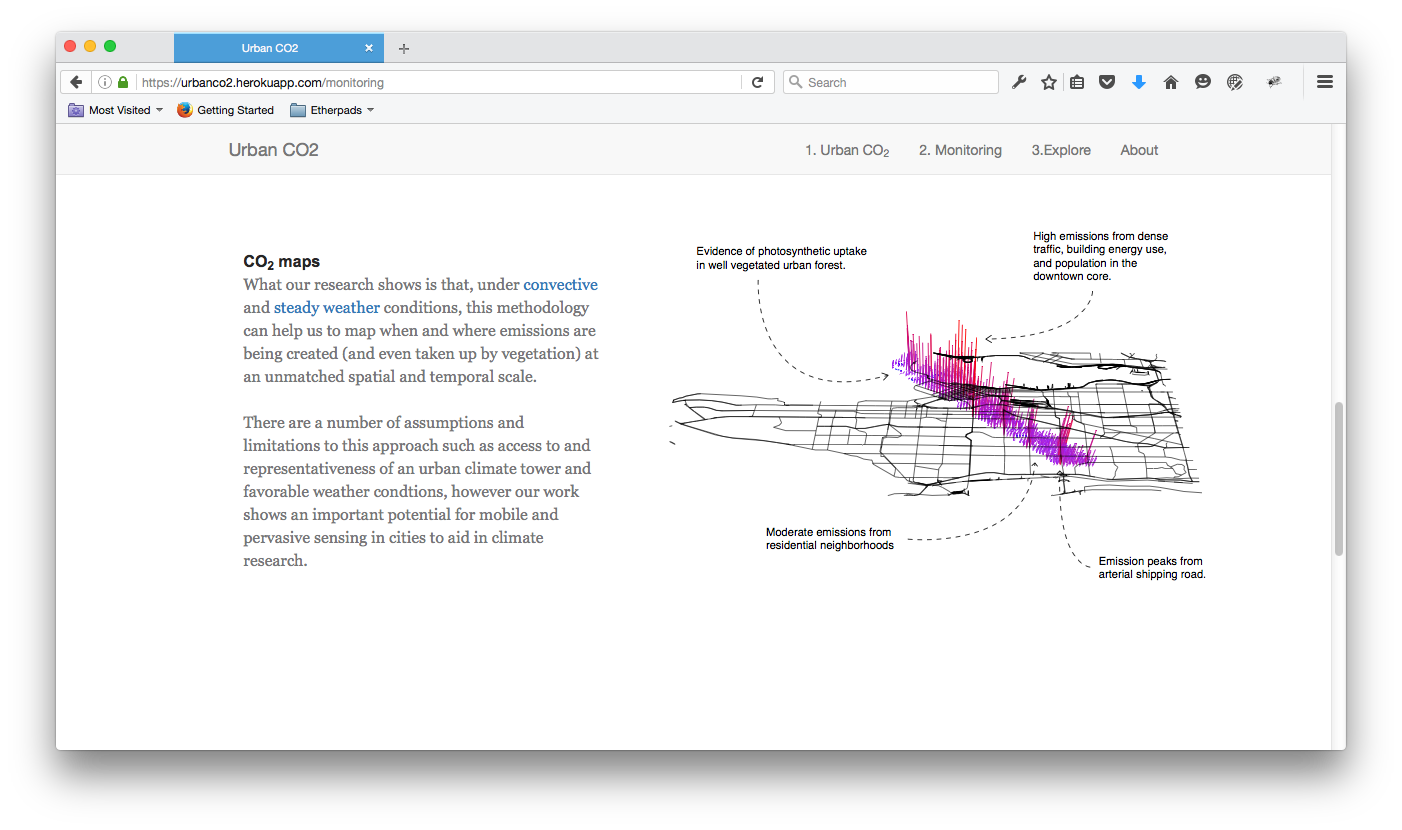 Urban CO2
https://urbanco2.herokuapp.com/monitoring
Search
Most Visited
Getting Started
Etherpads
Urban CO2
1. Urban CO2
2. Monitoring
3.Explore
About
CO2 maps
What our research shows is that, under convective
and steady weather conditions, this methodology
can help us to map when and where emissions are
being created (and even taken up by vegetation) at
an unmatched spatial and temporal scale.
There are a number of assumptions and
limitations to this approach such as access to and
representativeness of an urban climate tower and
favorable weather condtions, however our work
shows an important potential for mobile and
pervasive sensing in cities to aid in climate
research.
Evidence of photosynthetic uptake
in well vegetated urban forest.
High emissions from dense
traffic, building energy use,
and population in the
downtown core.
Moderate emissions from
residential neighborhoods
Emission peaks from
arterial shipping road.